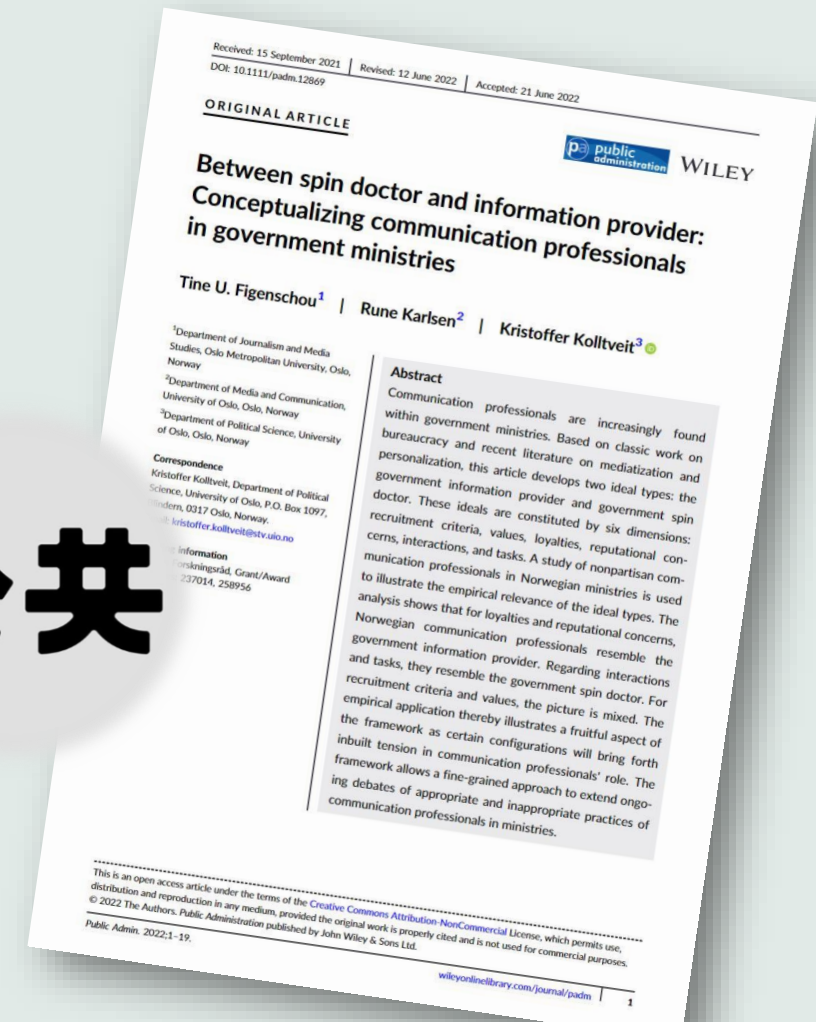 Received: 15 September 2021 | Revised: 12 June 2022 | Accepted: 21 June 2022
DOI: 10.1111/padm.12869
ORIGINAL ARTICLE
pa public
administration
WILEY
Between spin doctor and information provider:
Conceptualizing communication professionals
in government ministries
Tine U. Figenschou1 | Rune Karlsen2 | Kristoffer Kolltveit3
1Department of Journalism and Media
Studies, Oslo Metropolitan University, Oslo,
Norway
2Department of Media and Communication,
University of Oslo, Oslo, Norway
3Department of Political Science, University
of Oslo, Oslo, Norway
Correspondence
Kristoffer Kolltveit, Department of Political
Science, University of Oslo, P.O. Box 1097,
0317 Oslo, Norway.
kristoffer.kolltveit@stv.uio.no
information
Grant/Award
237014, 258956
共
Abstract
Communication professionals are increasingly found
within government ministries. Based on classic work on
bureaucracy and recent literature on mediatization and
personalization, this article develops two ideal types: the
government information provider and government spin
doctor. These ideals are constituted by six dimensions:
recruitment criteria, values, loyalties, reputational con-
cerns, interactions, and tasks. A study of nonpartisan com-
munication professionals in Norwegian ministries is used
to illustrate the empirical relevance of the ideal types. The
analysis shows that for loyalties and reputational concerns,
Norwegian communication professionals resemble the
government information provider. Regarding interactions
and tasks, they resemble the government spin doctor. For
recruitment criteria and values, the picture is mixed. The
empirical application thereby illustrates a fruitful aspect of
the framework as certain configurations will bring forth
inbuilt tension in communication professionals' role. The
framework allows a fine-grained approach to extend ongo-
ing debates of appropriate and inappropriate practices of
communication professionals in ministries.
This is an open access article under the terms of the Creative Commons Attribution-NonCommercial License, which permits use,
distribution and reproduction in any medium, provided the original work is properly cited and is not used for commercial purposes.
© 2022 The Authors. Public Administration published by John Wiley & Sons Ltd.
Public Admin. 2022;1–19.
wileyonlinelibrary.com/journal/padm | 1